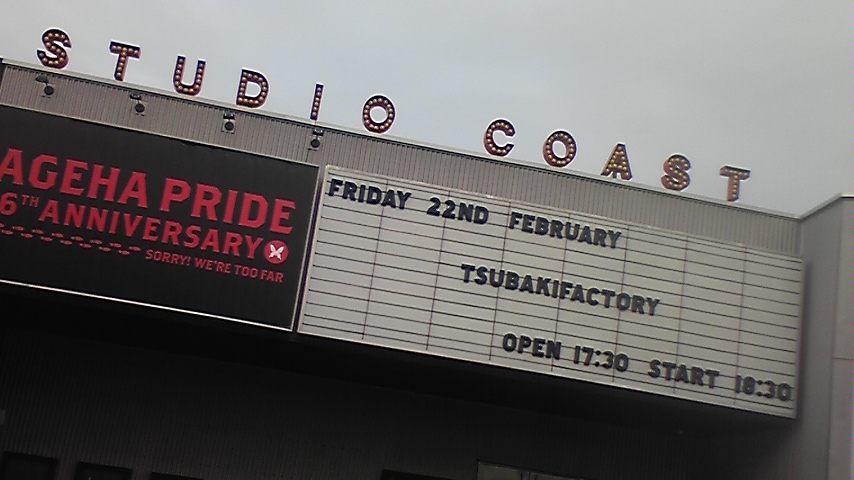 STUDIO COAST
AGEHA PRIDE
6TH ANNIVERSARY
SORRY! WE'RE TOO FAR
FRIDAY 22ND FEBRUARY
TSUBAKIFACTORY
OPEN 17:30 START 18:30